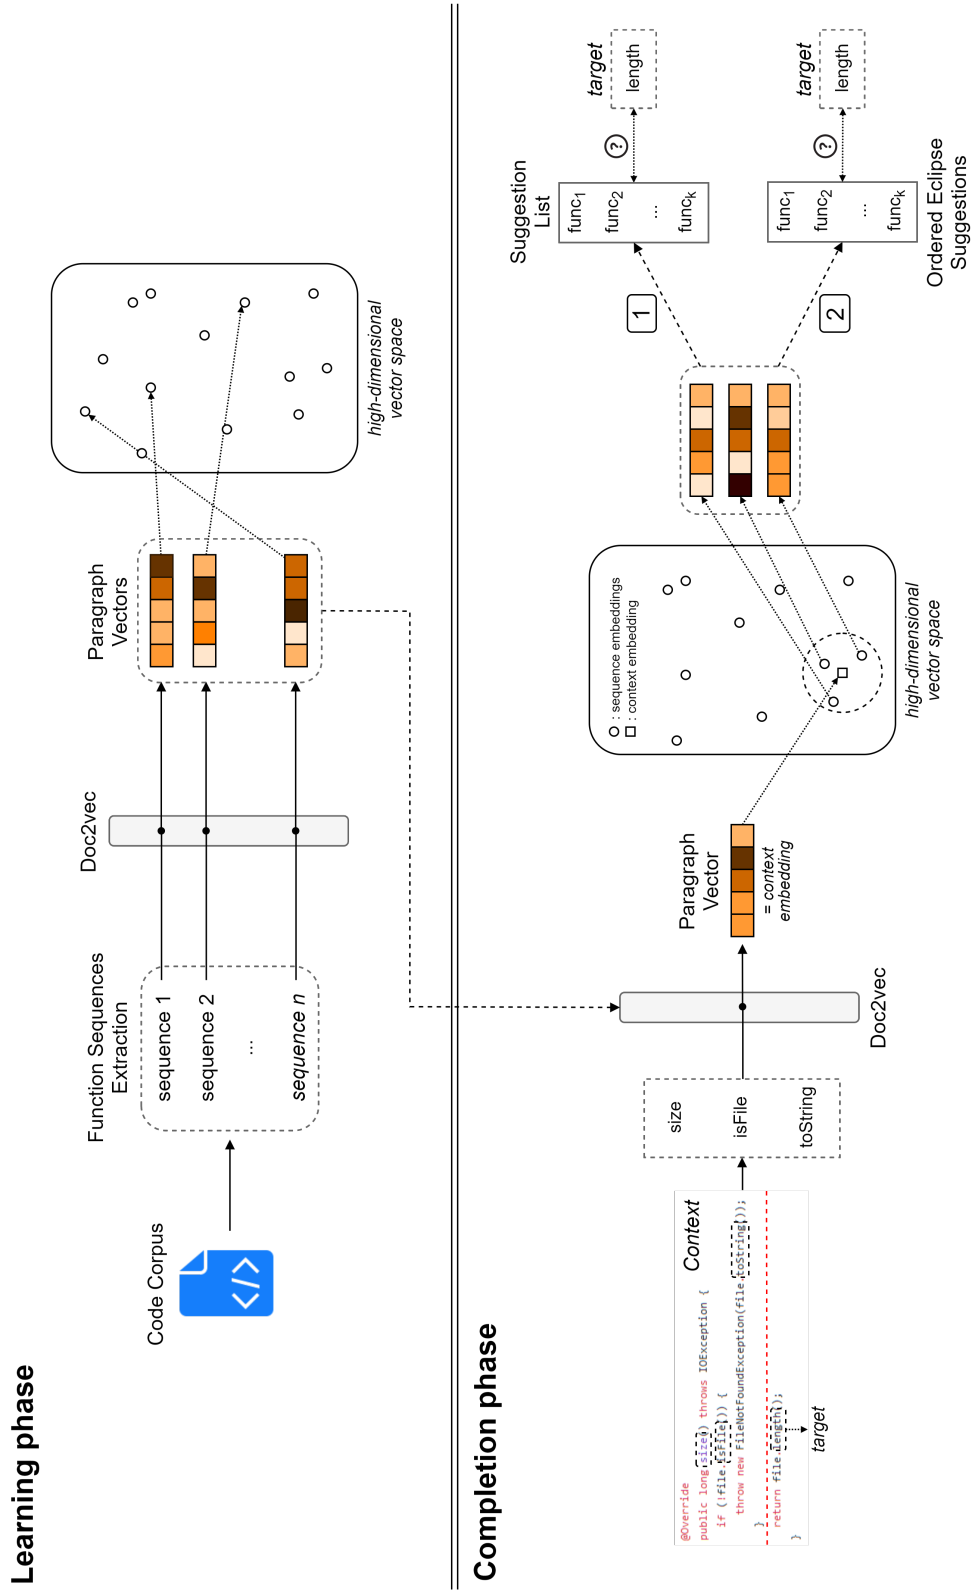 Learning phase
Code Corpus
</>
Function Sequences
Extraction
sequence 1
sequence 2
...
sequence n
Doc2vec
Paragraph
Vectors
high-dimensional
vector space
Completion phase
Context
@Override
public long size() throws IOException {
if (!file.isFile()) {
throw new FileNotFoundException(file.toString());
}
return file.length();
}
target
size
isFile
toString
Doc2vec
Paragraph
Vector
= context
embedding
: sequence embeddings
: context embedding
high-dimensional
vector space
1
2
Suggestion
List
func1
func2
...
funck
?
target
length
func1
func2
...
funck
Ordered Eclipse
Suggestions
?
target
length